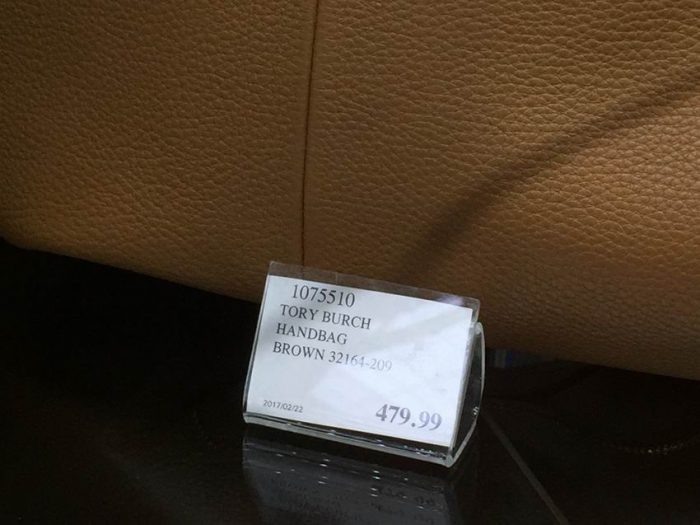 1075510
TORY BURCH
HANDBAG
BROWN 32164-209
2017/02/22
479.99